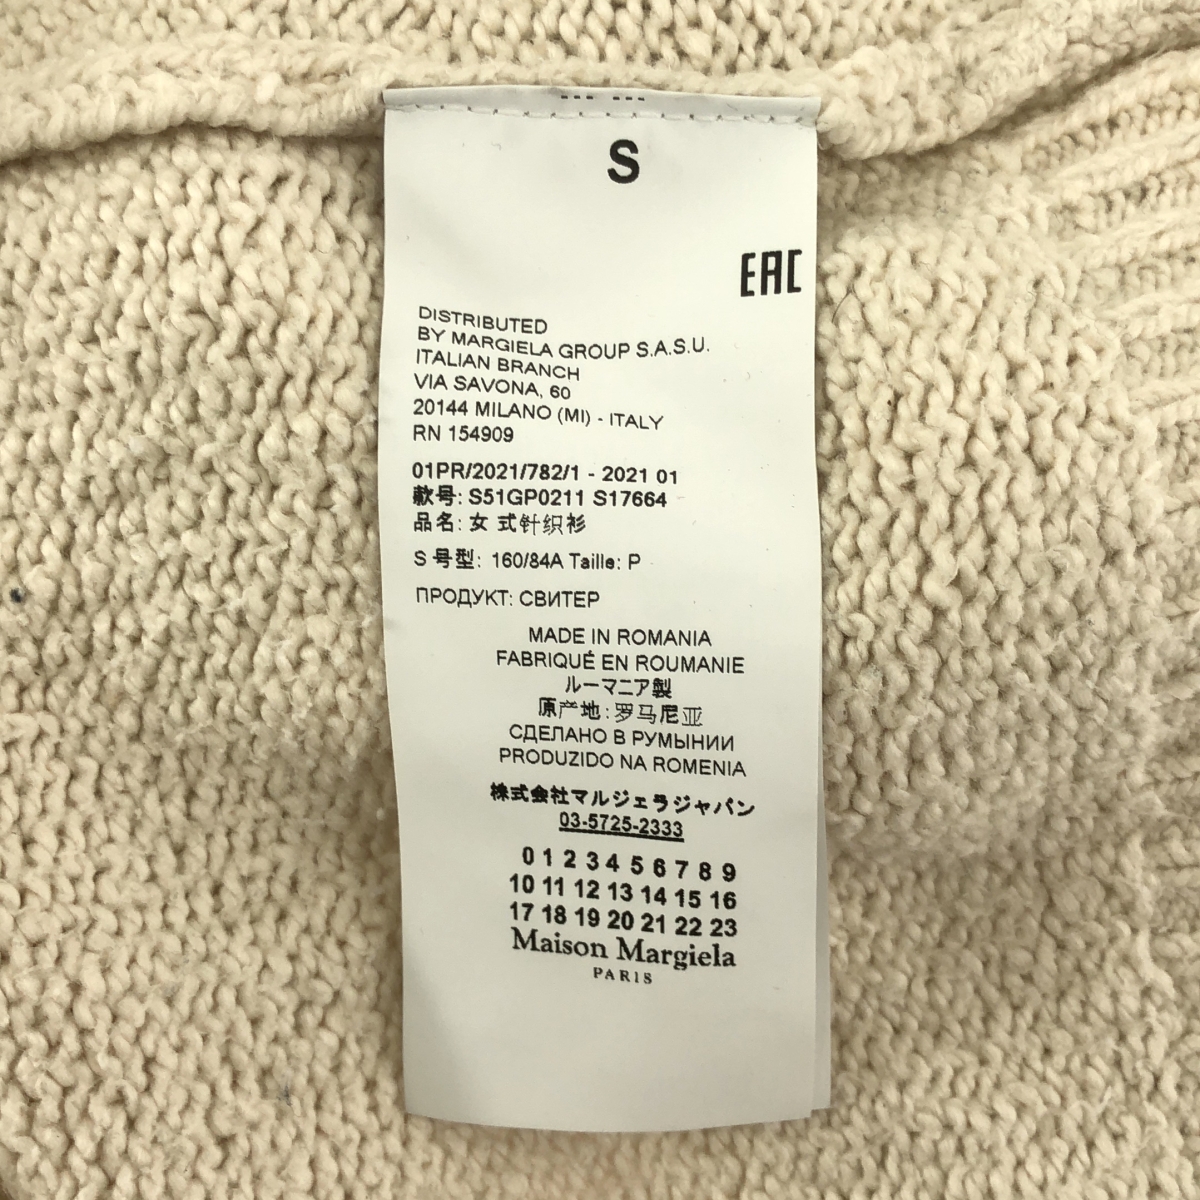 S
EAC
DISTRIBUTED
BY MARGIELA GROUP S.A.S.U.
ITALIAN BRANCH
VIA SAVONA, 60
20144 MILANO (MI) - ITALY
RN 154909
01PR/2021/782/1 - 2021 01
款号: S51GP0211 S17664
品名: 女 式针织衫
S 号型: 160/84A Taille: P
ПРОДУКТ: СВИТЕР
MADE IN ROMANIA
FABRIQUÉ EN ROUMANIE
ルーマニア製
原产地: 罗马尼亚
СДЕЛАНО В РУМЫНИИ
PRODUZIDO NA ROMENIA
株式会社マルジェラジャパン
03-5725-2333
0 1 2 3 4 5 6 7 8 9
10 11 12 13 14 15 16
17 18 19 20 21 22 23
Maison Margiela
PARIS